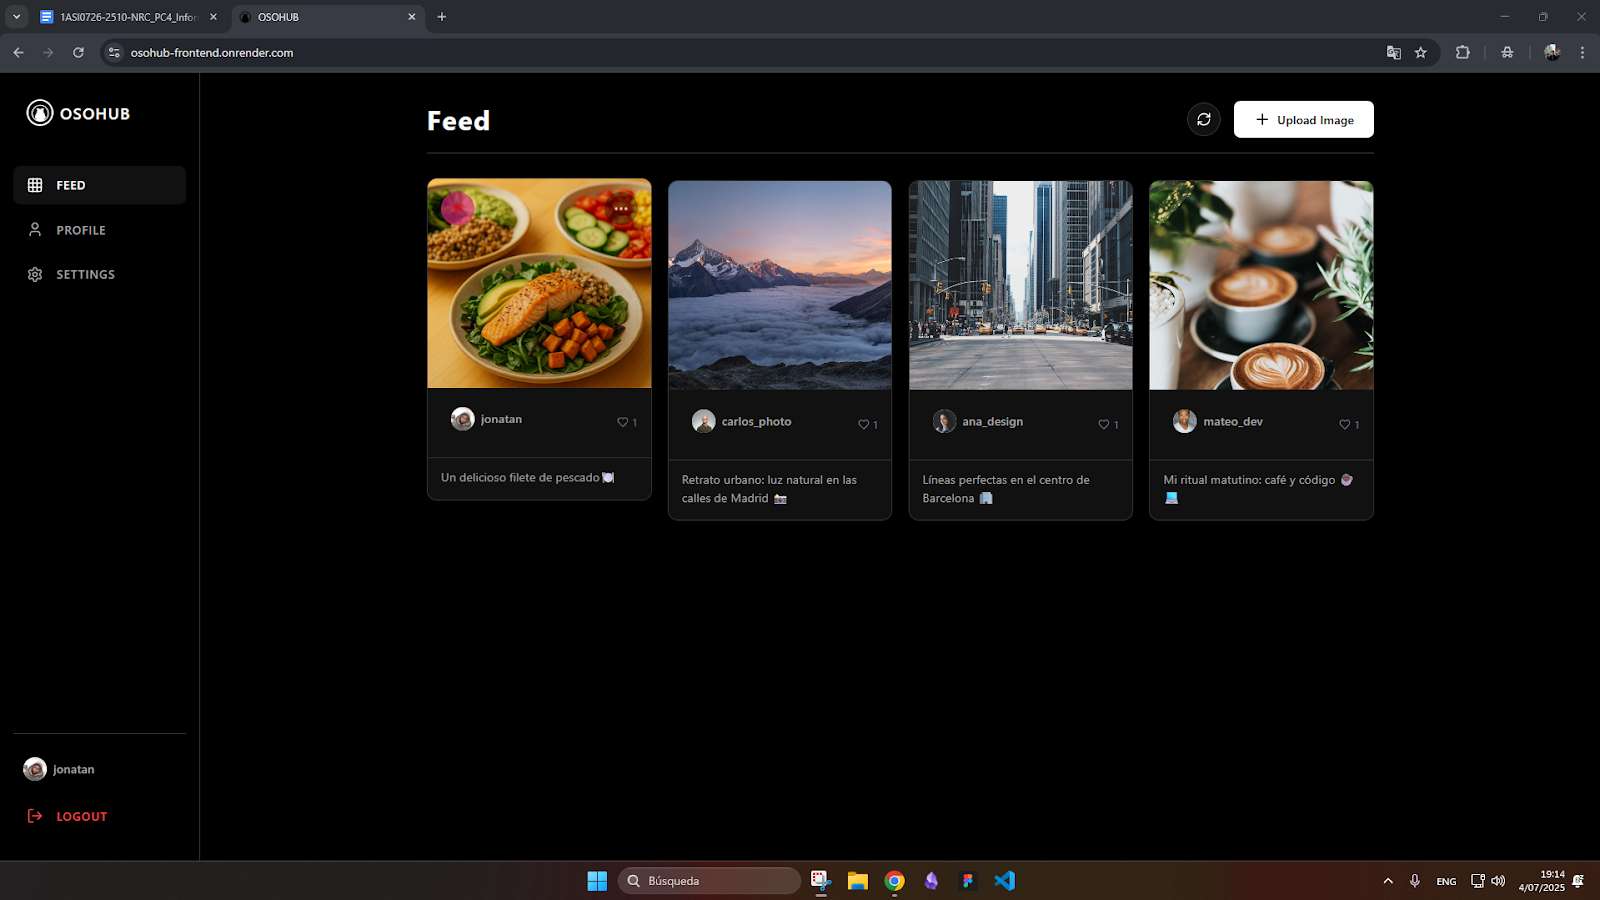 1ASI0726-2510-NRC_PC4_Infor
OSOHUB
osohub-frontend.onrender.com
OSOHUB
FEED
PROFILE
SETTINGS
Feed
Upload Image
jonatan
1
Un delicioso filete de pescado
carlos_photo
1
Retrato urbano: luz natural en las
calles de Madrid
ana_design
1
Líneas perfectas en el centro de
Barcelona
mateo_dev
1
Mi ritual matutino: café y código
jonatan
LOGOUT
Búsqueda
ENG
19:14
4/07/2025